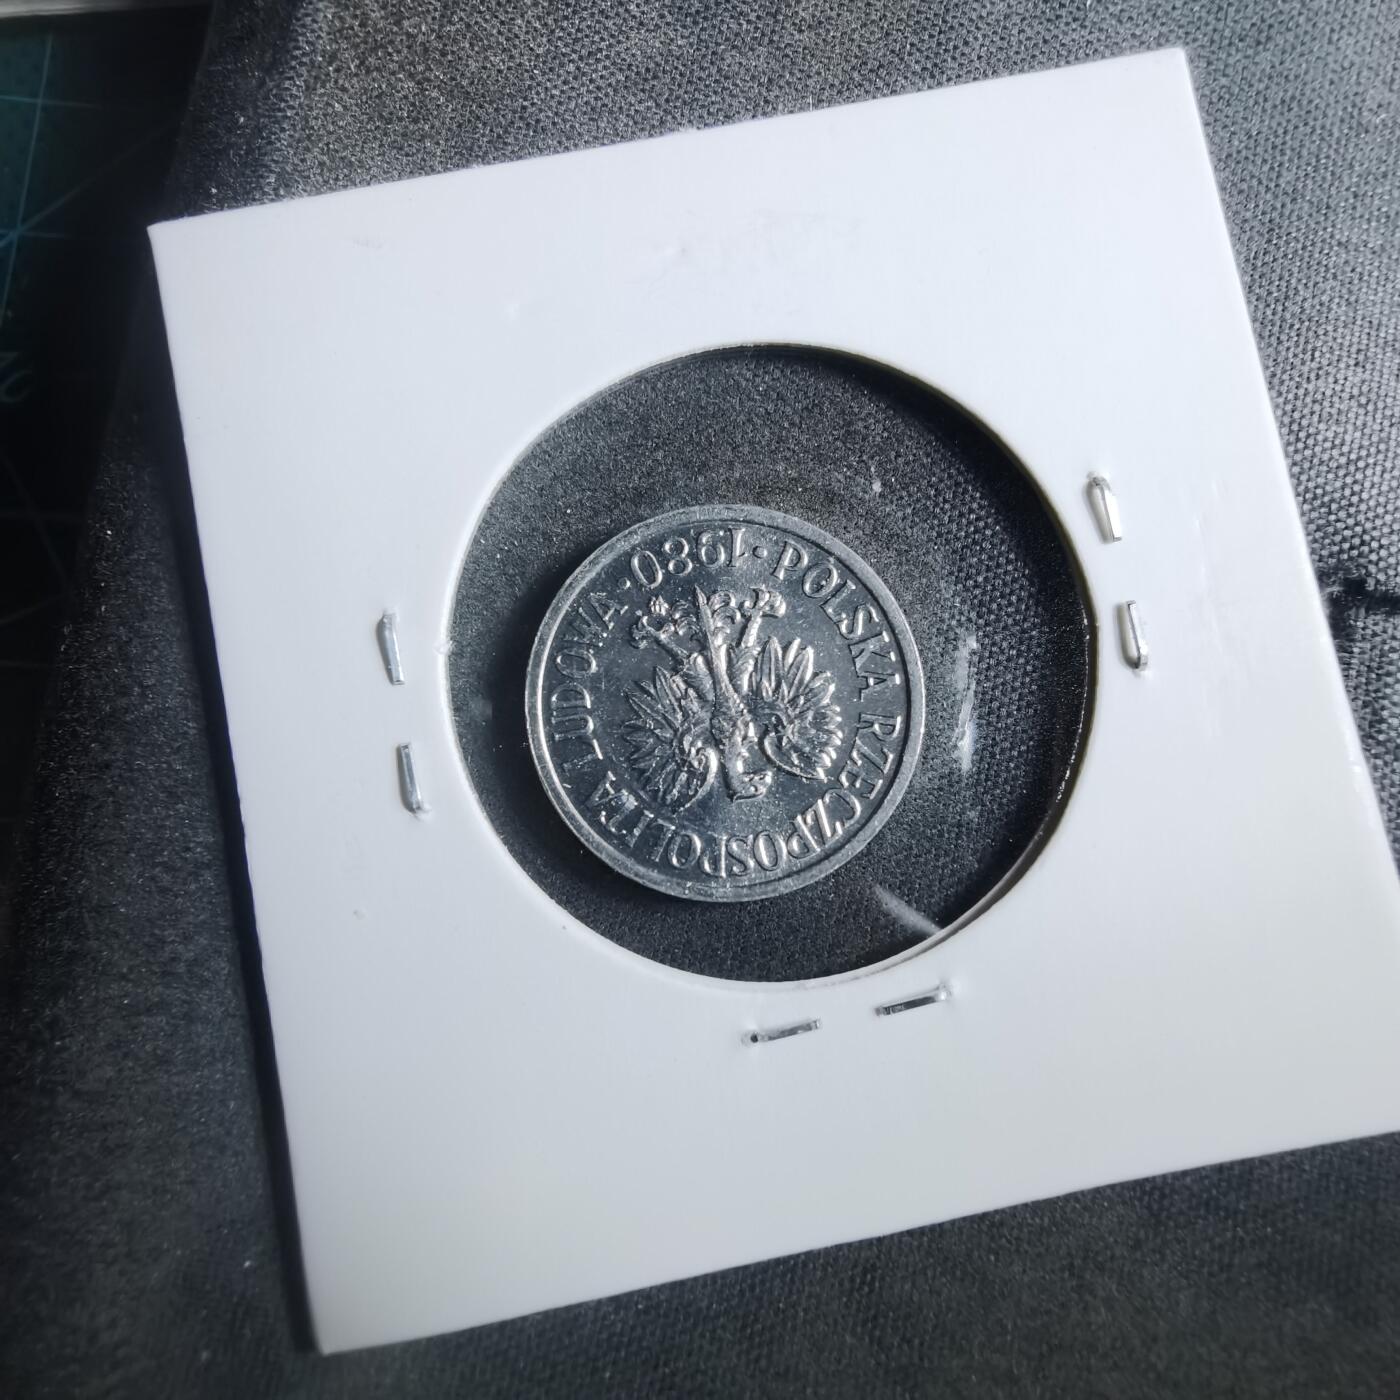 POLSKA RZECZPOSPOLITA LUDOWA
·1980·